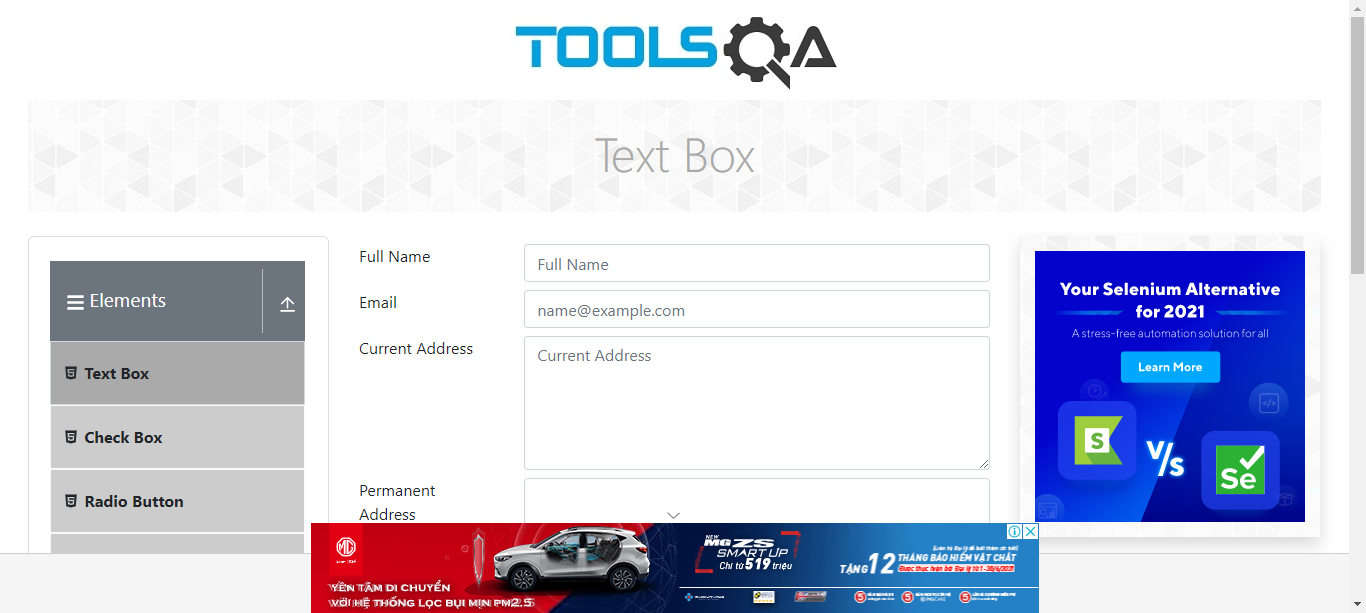 TOOLSQA
Text Box
Elements
Text Box
Check Box
Radio Button
Full Name
Full Name
Email
name@example.com
Current Address
Current Address
Permanent
Address
Your Selenium Alternative
for 2021
A stress-free automation solution for all
Learn More
S
V/s
Se
MG
YÊN TÂM DI CHUYỂN
VỚI HỆ THỐNG LỌC BỤI MỊN PM2.5
NEW
MG ZS
SMART UP
Chỉ từ 519 triệu
TẶNG 12 THÁNG BẢO HIỂM VẬT CHẤT